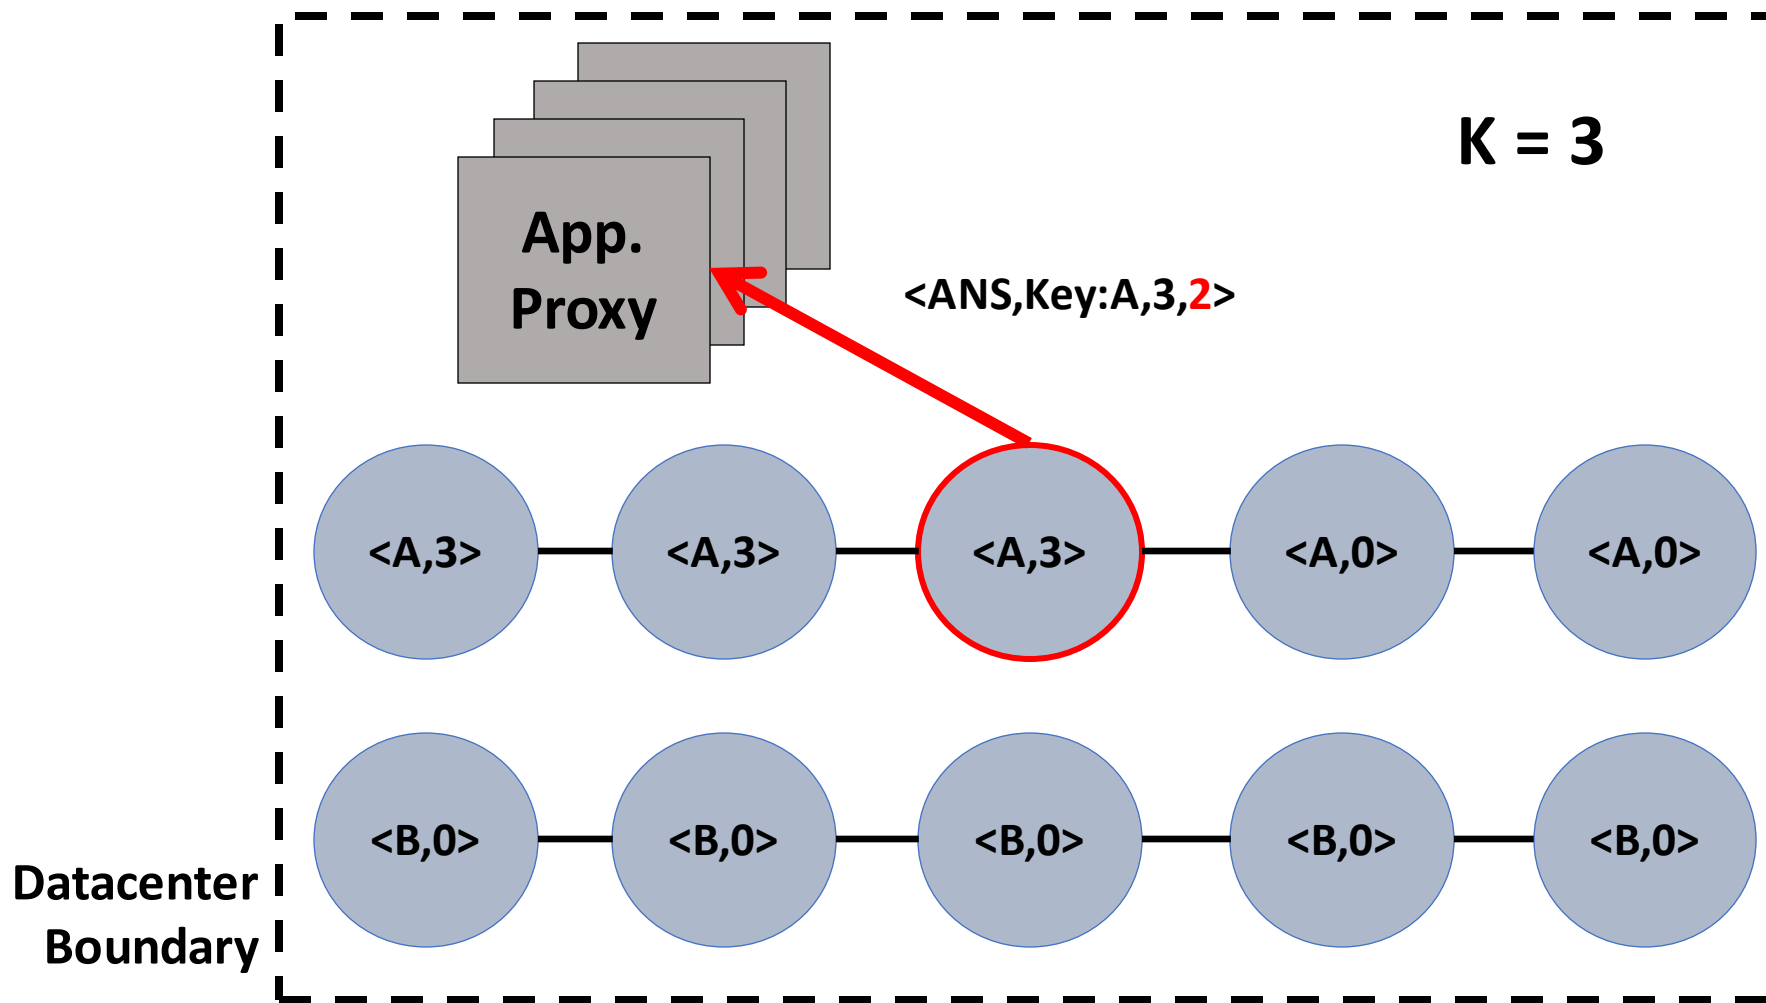 K = 3
App.
Proxy
<ANS,Key:A,3,2>
<A,3> <A,3> <A,3> <A,0> <A,0>
<B,0> <B,0> <B,0> <B,0> <B,0>
Datacenter
Boundary